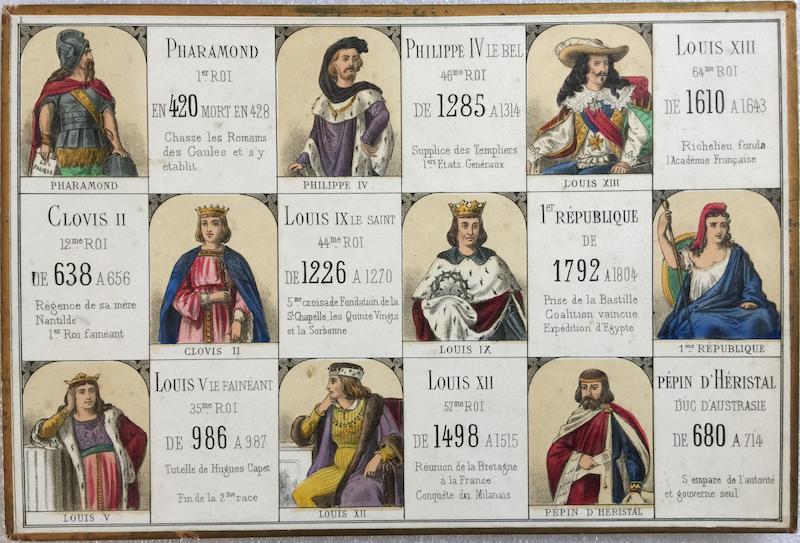 PHARAMOND
1er ROI
EN 420 MORT EN 428
Chasse les Romams
des Gaules et s'y
établit.
PHARAMOND.
PHILIPPE IV LE BEL
46me ROI
DE 1285 A 1314
Supplice des Templiers
1ers Etats Généraux
PHILIPPE IV.
LOUIS XIII
64me ROI
DE 1610 A 1643
Richelieu fonda
l'Académie Française
LOUIS XIII
CLOVIS II
12me ROI
DE 638 A 656
Régence de sa mère
Nantilde
1er Roi fainéant
CLOVIS II
LOUIS IX LE SAINT
44me ROI
DE 1226 A 1270
5me croisade Fondation de la
Ste Chapelle, les Quinze Vingts
et la Sorbonne
LOUIS IX
1er RÉPUBLIQUE
DE
1792 A 1804
Prise de la Bastille
Coalition vaincue
Expédition d'Egypte
1ème RÉPUBLIQUE
LOUIS V LE FAINÉANT
35me ROI
DE 986 A 987
Tutelle de Hugues Capet
Fin de la 2me race
LOUIS V
LOUIS XII
57me ROI
DE 1498 A 1515
Réunion de la Bretagne
à la France
Conquête du Milanais
LOUIS XII
PÉPIN D'HÉRISTAL
DUC D'AUSTRASIE
DE 680 A 714
S'empare de l'autorité
et gouverne seul
PÉPIN D'HÉRISTAL